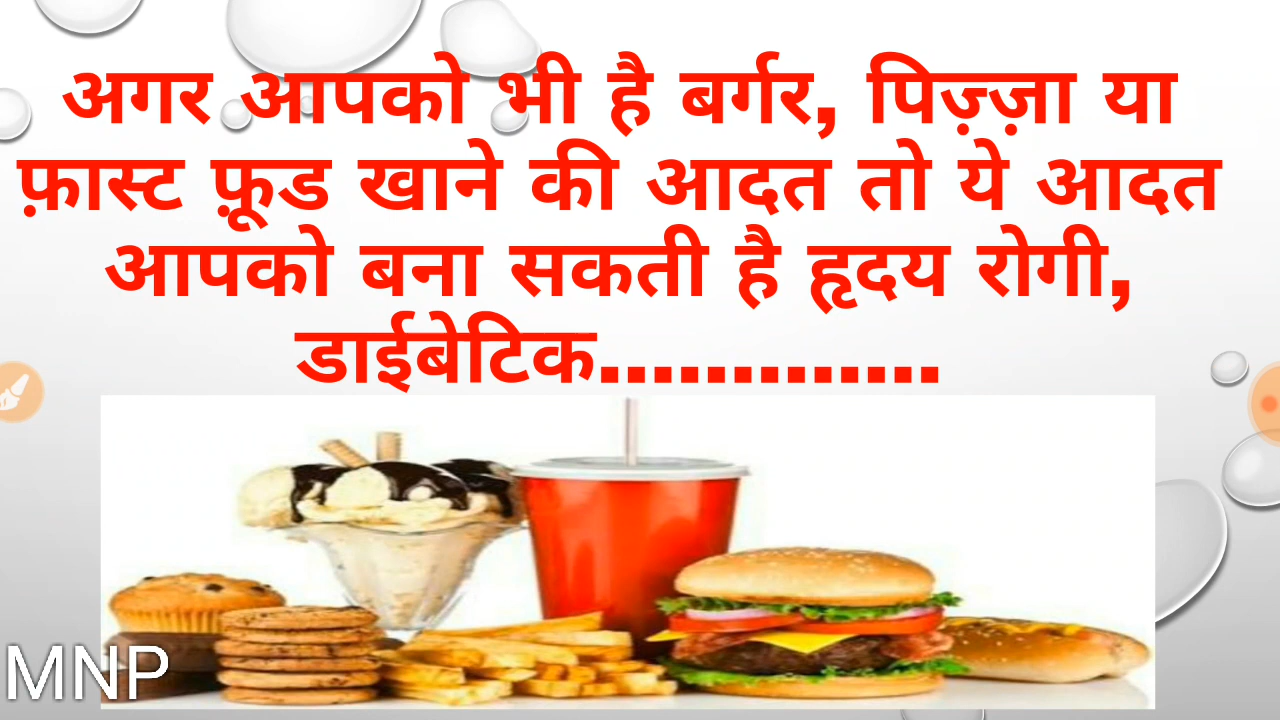 अगर आपको भी है बर्गर, पिज़्ज़ा या
फ़ास्ट फ़ूड खाने की आदत तो ये आदत
आपको बना सकती है हृदय रोगी,
डाईबेटिक.............
MNP